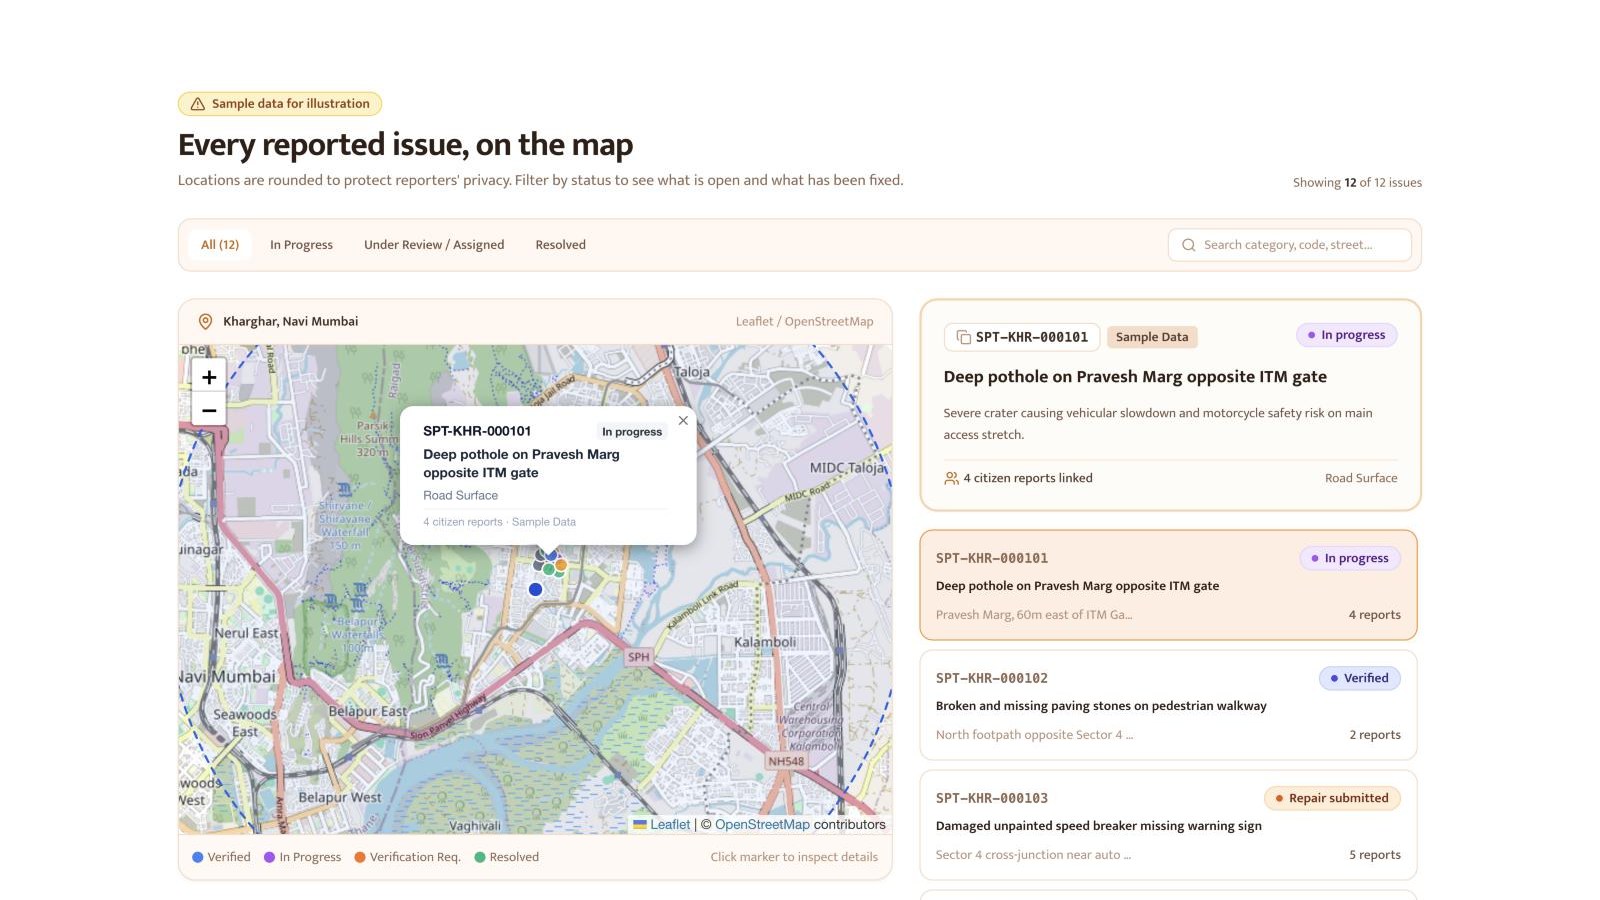 Sample data for illustration
Every reported issue, on the map
Locations are rounded to protect reporters' privacy. Filter by status to see what is open and what has been fixed.
Showing 12 of 12 issues
All (12)
In Progress
Under Review / Assigned
Resolved
Search category, code, street...
Kharghar, Navi Mumbai
Leaflet / OpenStreetMap
+
−
Taloja
Parsik
Hills
320 m
Raigad
MIDC Taloja
MIDC Road
Shirvane /
Shiravane
Waterfall
150 m
Belapur
Waterfalls
100m
Nerul East
Navi Mumbai
Seawoods
East
Belapur East
Belapur West
Sion Panvel Highway
Kalamboli Link Road
Kalamboli
SPH
Central
Warehousing
Corporation
Kalamboli
NH548
Vaghivali
SPT-KHR-000101
In progress
Deep pothole on Pravesh Marg
opposite ITM gate
Road Surface
4 citizen reports · Sample Data
Leaflet | © OpenStreetMap contributors
Verified
In Progress
Verification Req.
Resolved
Click marker to inspect details
SPT-KHR-000101
Sample Data
In progress
Deep pothole on Pravesh Marg opposite ITM gate
Severe crater causing vehicular slowdown and motorcycle safety risk on main
access stretch.
4 citizen reports linked
Road Surface
SPT-KHR-000101
In progress
Deep pothole on Pravesh Marg opposite ITM gate
Pravesh Marg, 60m east of ITM Ga...
4 reports
SPT-KHR-000102
Verified
Broken and missing paving stones on pedestrian walkway
North footpath opposite Sector 4 ...
2 reports
SPT-KHR-000103
Repair submitted
Damaged unpainted speed breaker missing warning sign
Sector 4 cross-junction near auto ...
5 reports